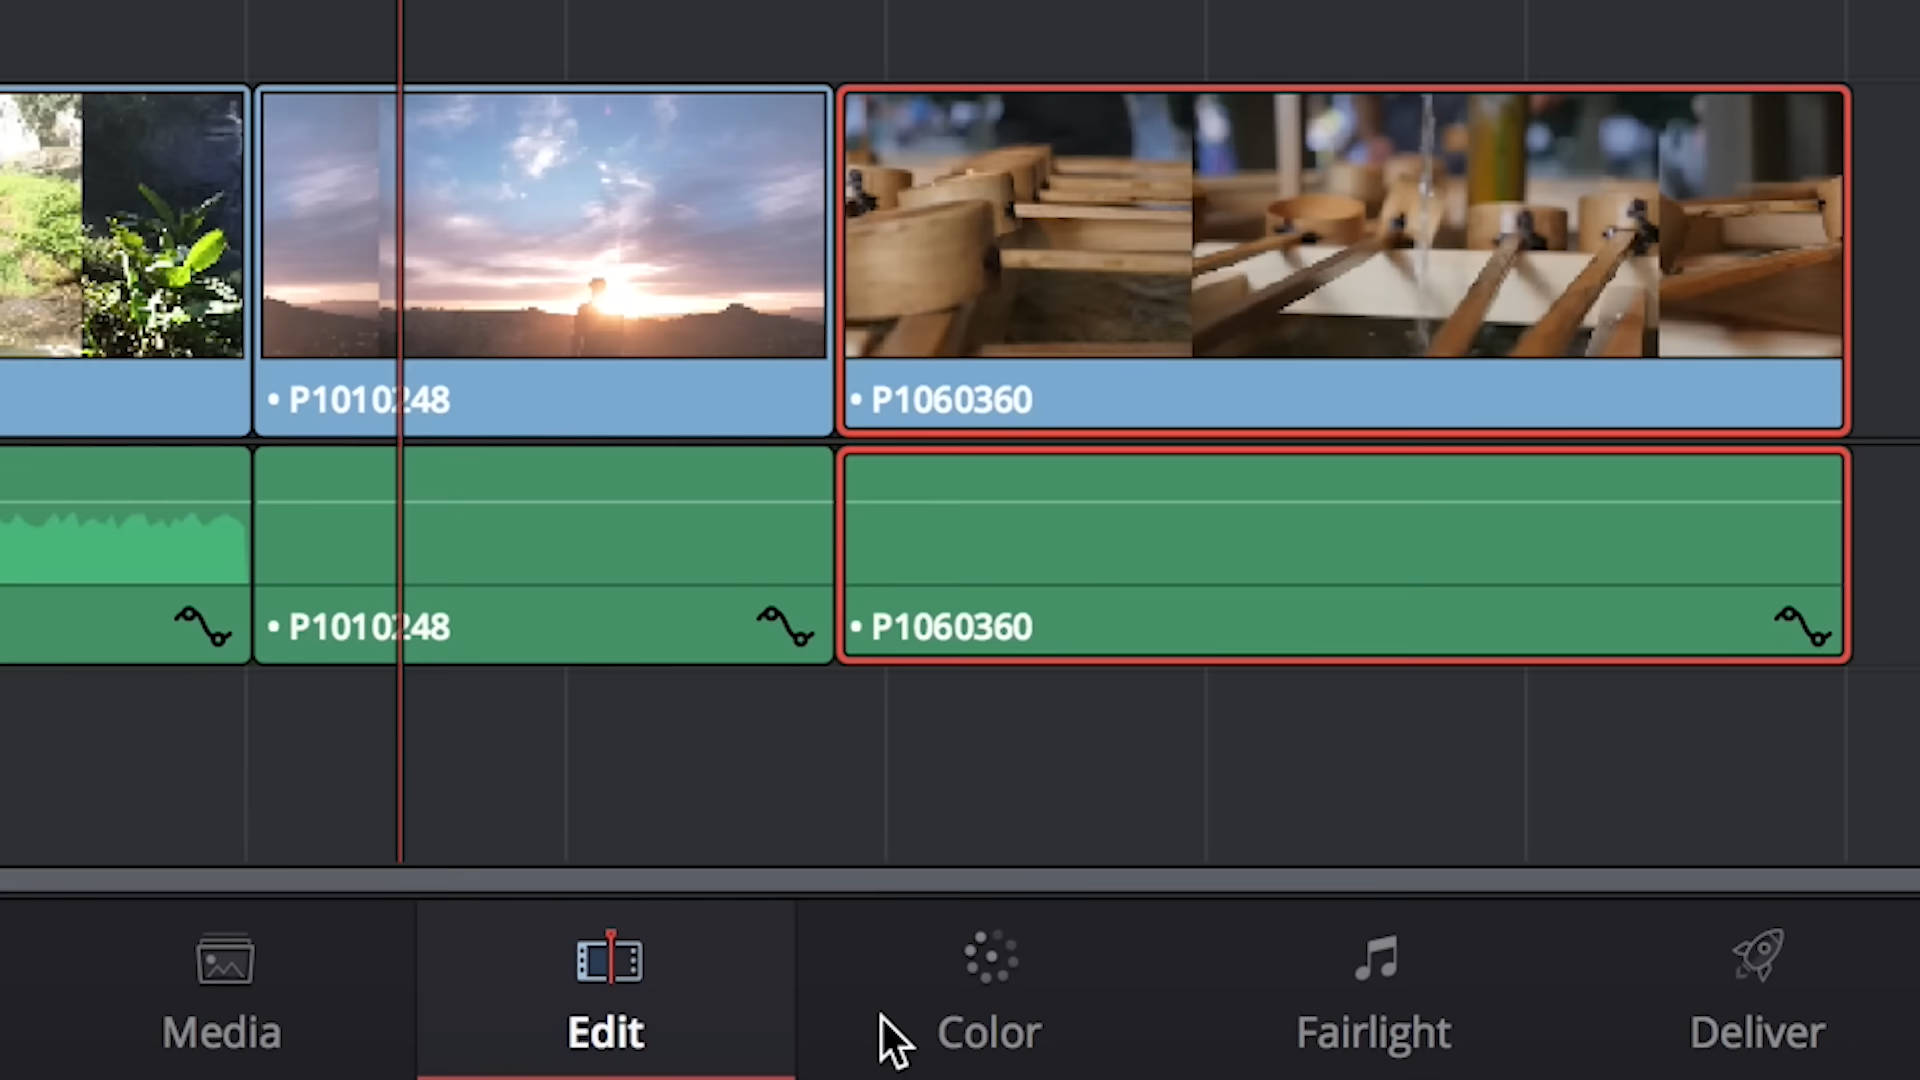 • P1010248
• P1060360
• P1010248
• P1060360
Media
Edit
Color
Fairlight
Deliver